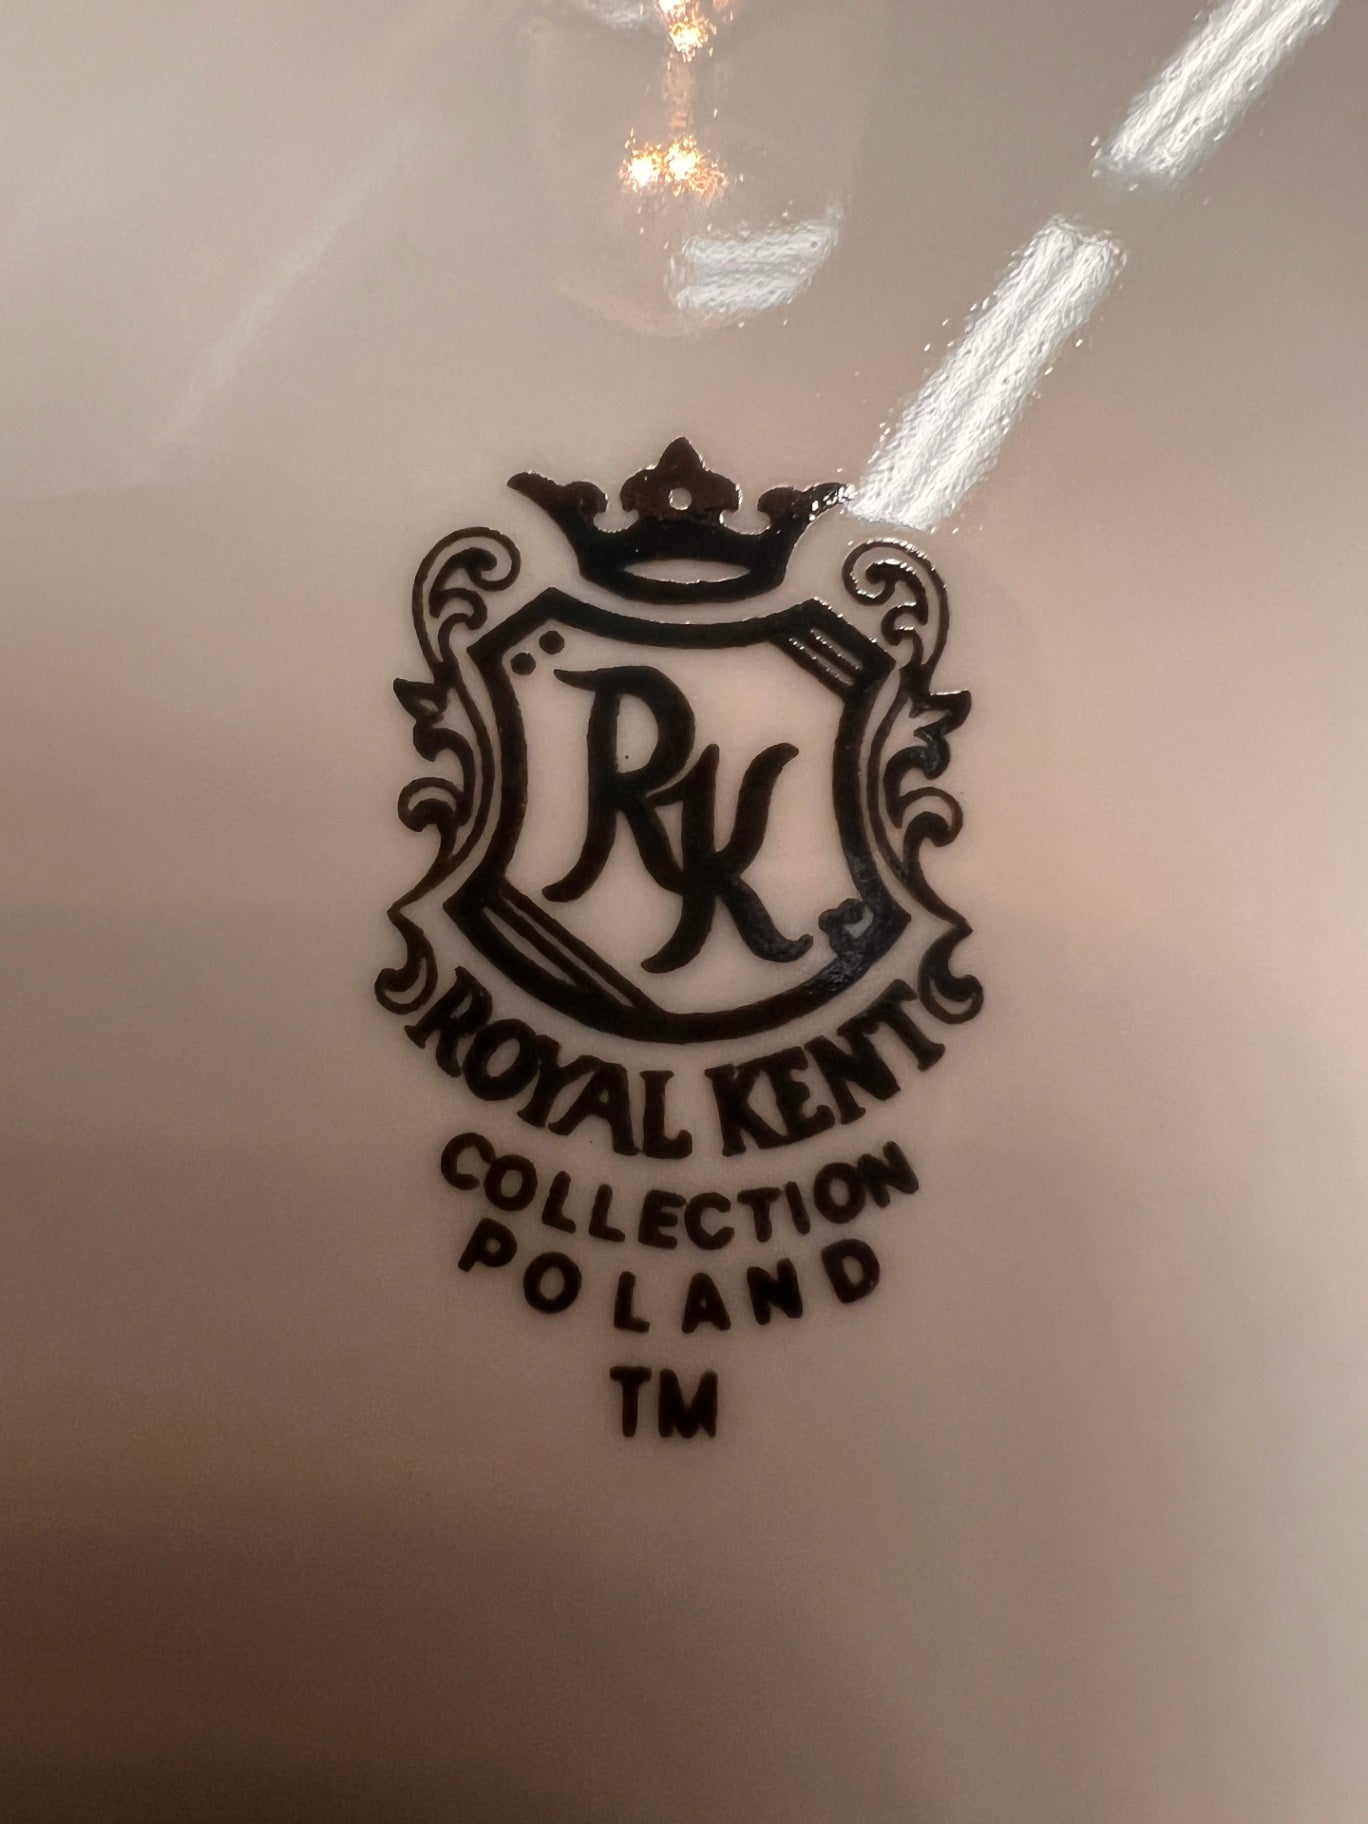 RK
ROYAL KENT
COLLECTION
POLAND
TM